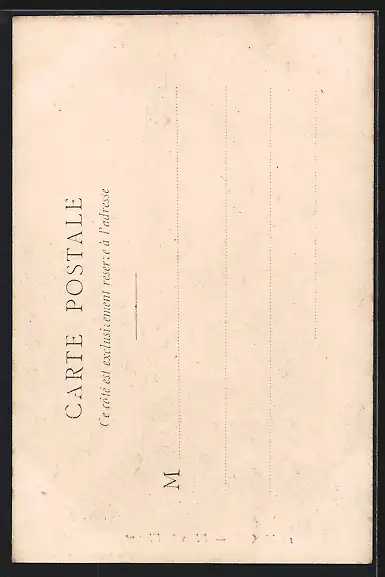 CARTE POSTALE
Ce côté est exclusivement réservé à l'adresse
M